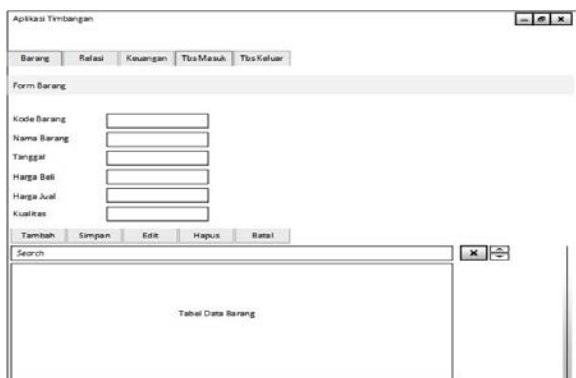 Aplikasi Timbangan
Barang Relasi Keuangan Tbs Masuk Tbs Keluar
Form Barang
Kode Barang
Nama Barang
Tanggal
Harga Beli
Harga Jual
Kualitas
Tambah Simpan Edit Hapus Batal
Search
Tabel Data Barang